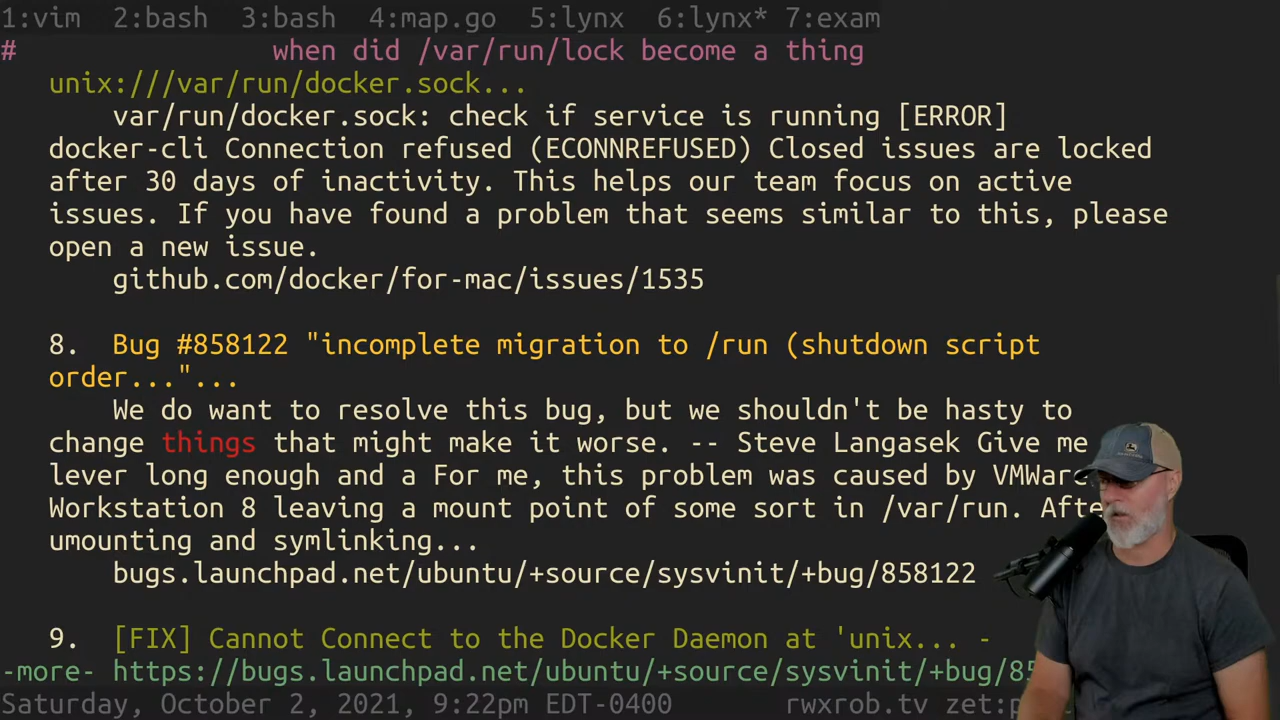 1:vim 2:bash 3:bash 4:map.go 5:lynx 6:lynx* 7:exam
# when did /var/run/lock become a thing
unix:///var/run/docker.sock...
var/run/docker.sock: check if service is running [ERROR]
docker-cli Connection refused (ECONNREFUSED) Closed issues are locked
after 30 days of inactivity. This helps our team focus on active
issues. If you have found a problem that seems similar to this, please
open a new issue.
github.com/docker/for-mac/issues/1535
8. Bug #858122 "incomplete migration to /run (shutdown script
order..."...
We do want to resolve this bug, but we shouldn't be hasty to
change things that might make it worse. -- Steve Langasek Give me
lever long enough and a For me, this problem was caused by VMWare
Workstation 8 leaving a mount point of some sort in /var/run. After
umounting and symlinking...
bugs.launchpad.net/ubuntu/+source/sysvinit/+bug/858122
9. [FIX] Cannot Connect to the Docker Daemon at 'unix... -
-more- https://bugs.launchpad.net/ubuntu/+source/sysvinit/+bug/85
Saturday, October 2, 2021, 9:22pm EDT-0400 rwxrob.tv zet:p